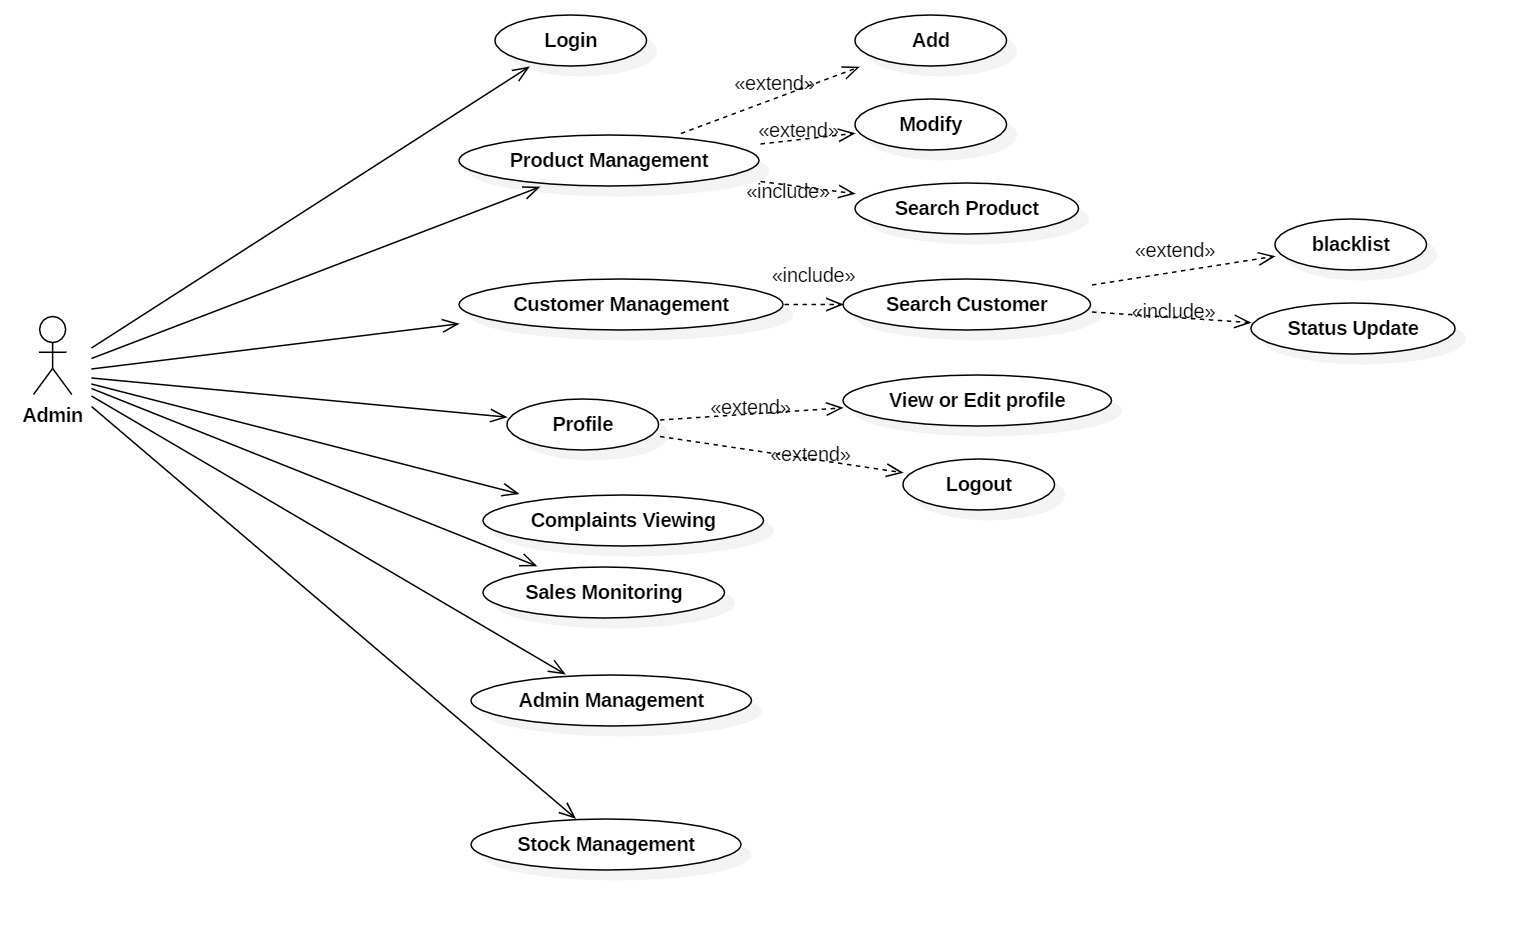 Login
Add
«extend»
Modify
«extend»
Product Management
«include»
Search Product
blacklist
«extend»
«include»
Customer Management
Search Customer
«include»
Status Update
Admin
View or Edit profile
«extend»
Profile
«extend»
Logout
Complaints Viewing
Sales Monitoring
Admin Management
Stock Management